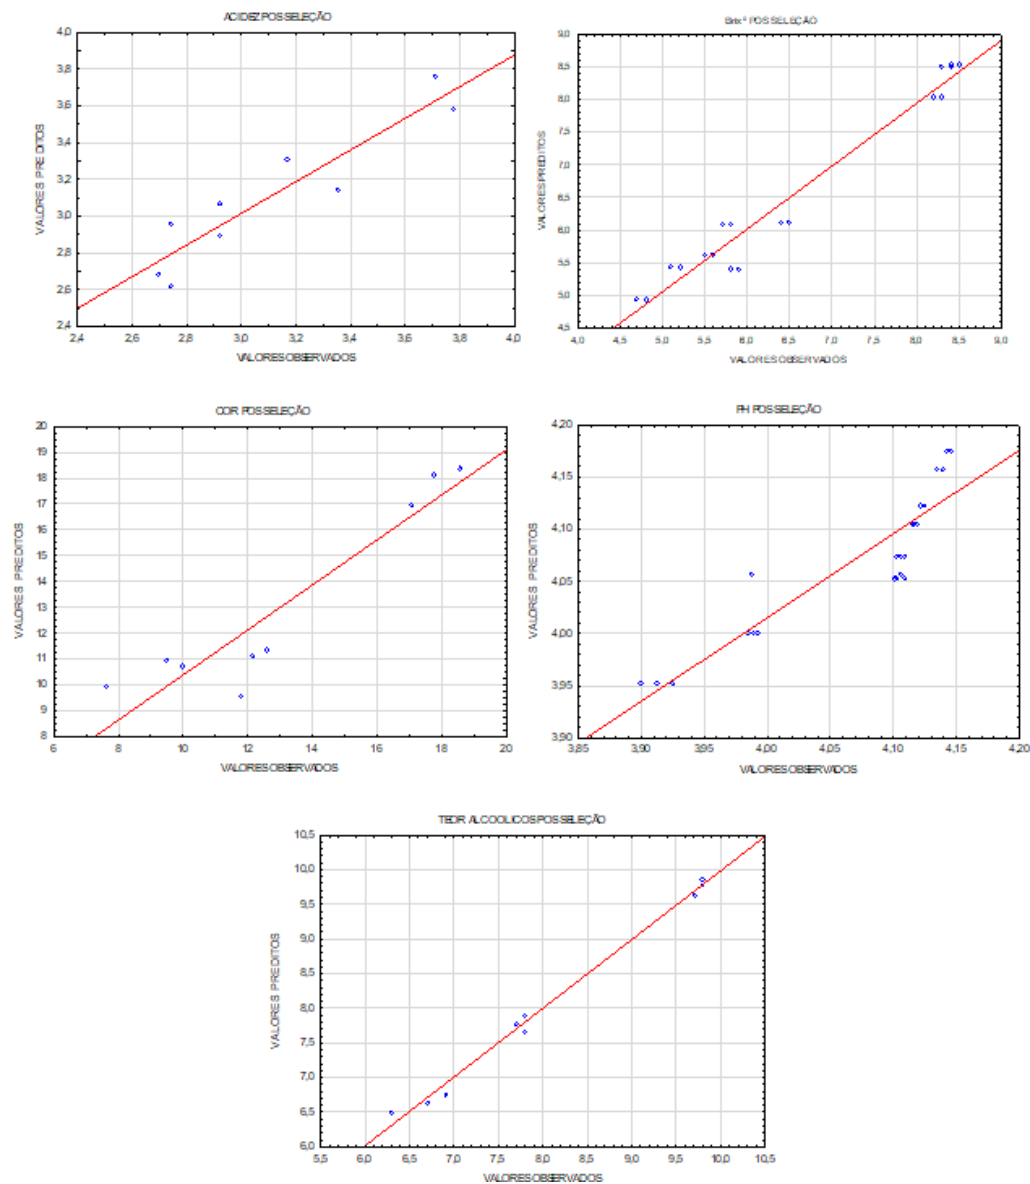 ACIDEZ POS SELEÇÃO
4,0
3,8
3,6
3,4
3,2
3,0
2,8
2,6
2,4
VALORES PREDITOS
2,4 2,6 2,8 3,0 3,2 3,4 3,6 3,8 4,0
VALORES OBSERVADOS
Brix° POS SELEÇÃO
9,0
8,5
8,0
7,5
7,0
6,5
6,0
5,5
5,0
4,5
VALORES PREDITOS
4,0 4,5 5,0 5,5 6,0 6,5 7,0 7,5 8,0 8,5 9,0
VALORES OBSERVADOS
COR POS SELEÇÃO
20
19
18
17
16
15
14
13
12
11
10
9
8
VALORES PREDITOS
6 8 10 12 14 16 18 20
VALORES OBSERVADOS
PH POS SELEÇÃO
4,20
4,15
4,10
4,05
4,00
3,95
3,90
VALORES PREDITOS
3,85 3,90 3,95 4,00 4,05 4,10 4,15 4,20
VALORES OBSERVADOS
TEOR ALCOOLICOS POS SELEÇÃO
10,5
10,0
9,5
9,0
8,5
8,0
7,5
7,0
6,5
6,0
VALORES PREDITOS
5,5 6,0 6,5 7,0 7,5 8,0 8,5 9,0 9,5 10,0 10,5
VALORES OBSERVADOS